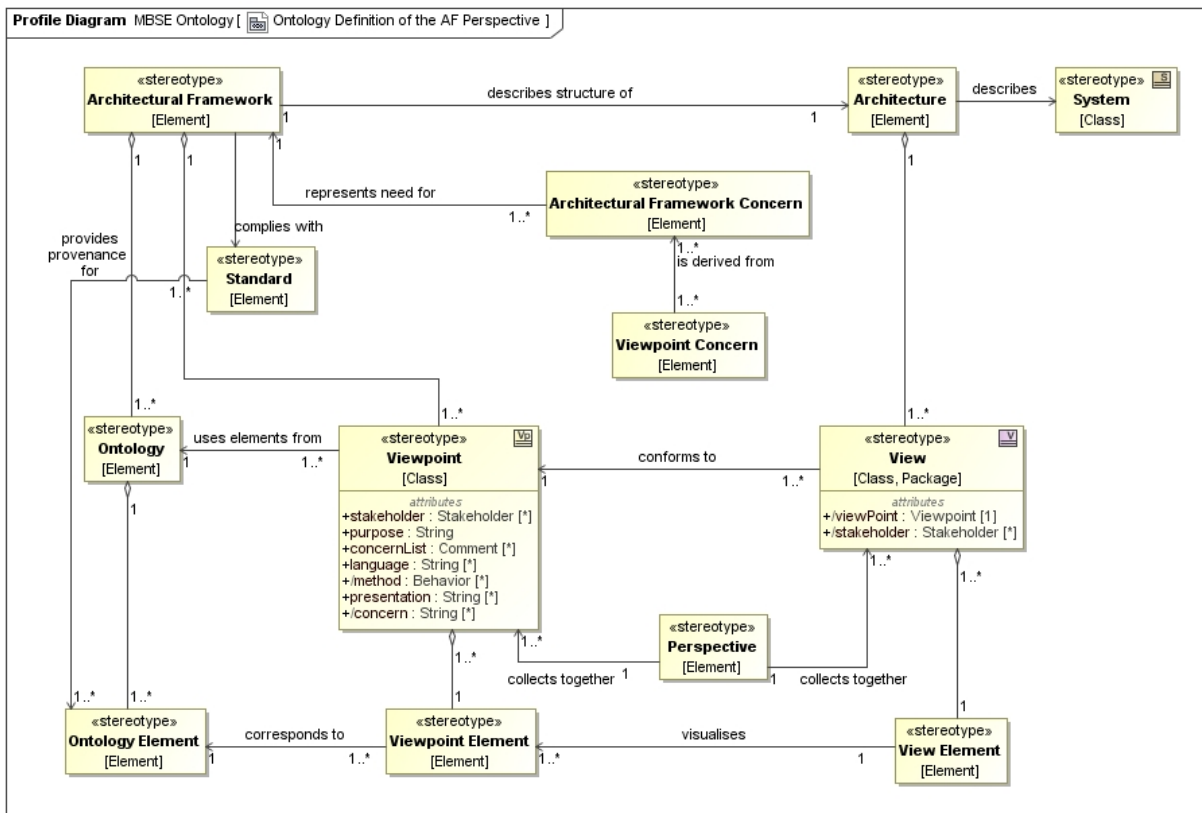 Profile Diagram MBSE Ontology [ Ontology Definition of the AF Perspective ]
«stereotype»
Architectural Framework
[Element]
describes structure of
1
1
«stereotype»
Architecture
[Element]
describes
«stereotype»
S
System
[Class]
1
1
1
1
represents need for
1..*
«stereotype»
Architectural Framework Concern
[Element]
complies with
provides
provenance
for
1..*
«stereotype»
Standard
[Element]
1..*
is derived from
1..*
«stereotype»
Viewpoint Concern
[Element]
1..*
1..*
1..*
«stereotype»
Ontology
[Element]
uses elements from
1
1..*
«stereotype»
Vp
Viewpoint
[Class]
attributes
+stakeholder : Stakeholder [*]
+purpose : String
+concernList : Comment [*]
+language : String [*]
+/method : Behavior [*]
+presentation : String [*]
+/concern : String [*]
conforms to
1
1..*
«stereotype»
V
View
[Class, Package]
attributes
+/viewPoint : Viewpoint [1]
+/stakeholder : Stakeholder [*]
1
1..*
1..*
1..*
1..*
«stereotype»
Perspective
[Element]
collects together
1
1
collects together
1..*
1..*
1
1
«stereotype»
Ontology Element
[Element]
corresponds to
1
1..*
«stereotype»
Viewpoint Element
[Element]
visualises
1..*
1
«stereotype»
View Element
[Element]